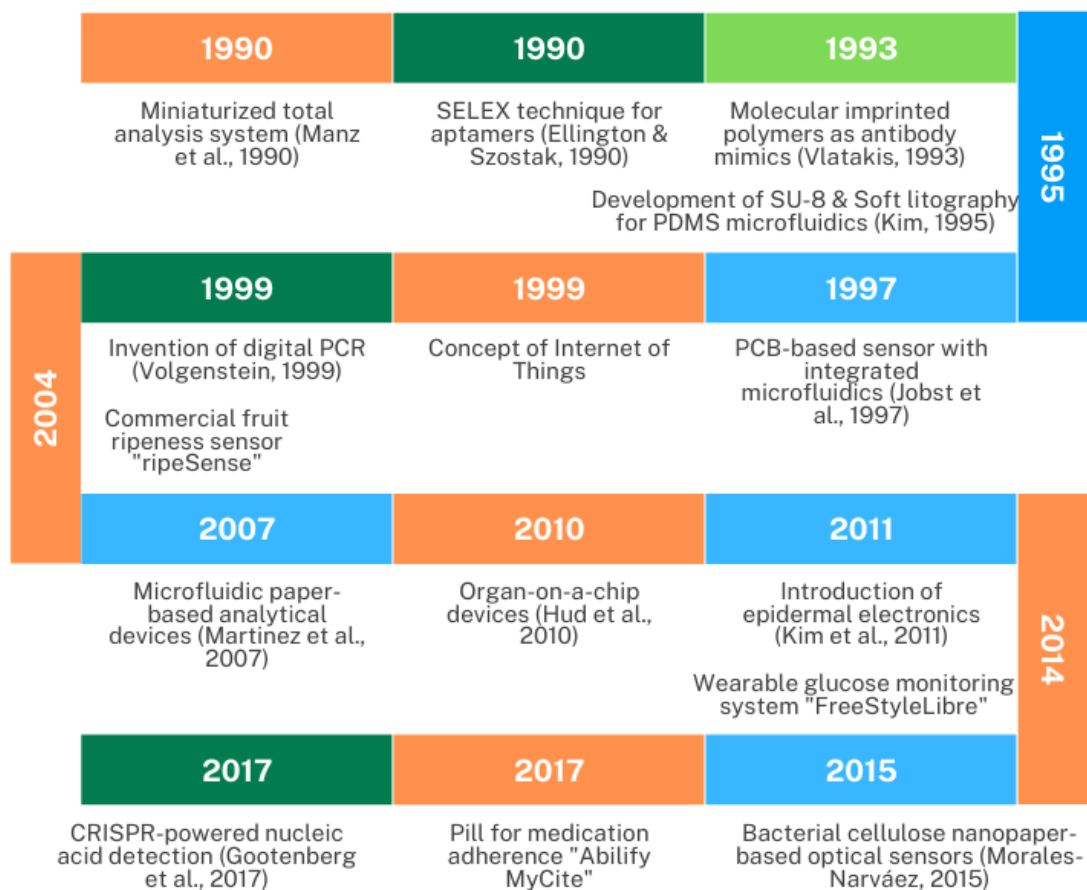 1990
Miniaturized total
analysis system (Manz
et al., 1990)
1990
SELEX technique for
aptamers (Ellington &
Szostak, 1990)
1993
Molecular imprinted
polymers as antibody
mimics (Vlatakis, 1993)
1995
Development of SU-8 & Soft litography
for PDMS microfluidics (Kim, 1995)
1997
PCB-based sensor with
integrated
microfluidics (Jobst et
al., 1997)
1999
Concept of Internet of
Things
1999
Invention of digital PCR
(Volgenstein, 1999)
2004
Commercial fruit
ripeness sensor
"ripeSense"
2007
Microfluidic paper-
based analytical
devices (Martinez et al.,
2007)
2010
Organ-on-a-chip
devices (Hud et al.,
2010)
2011
Introduction of
epidermal electronics
(Kim et al., 2011)
2014
Wearable glucose monitoring
system "FreeStyleLibre"
2015
Bacterial cellulose nanopaper-
based optical sensors (Morales-
Narváez, 2015)
2017
Pill for medication
adherence "Abilify
MyCite"
2017
CRISPR-powered nucleic
acid detection (Gootenberg
et al., 2017)